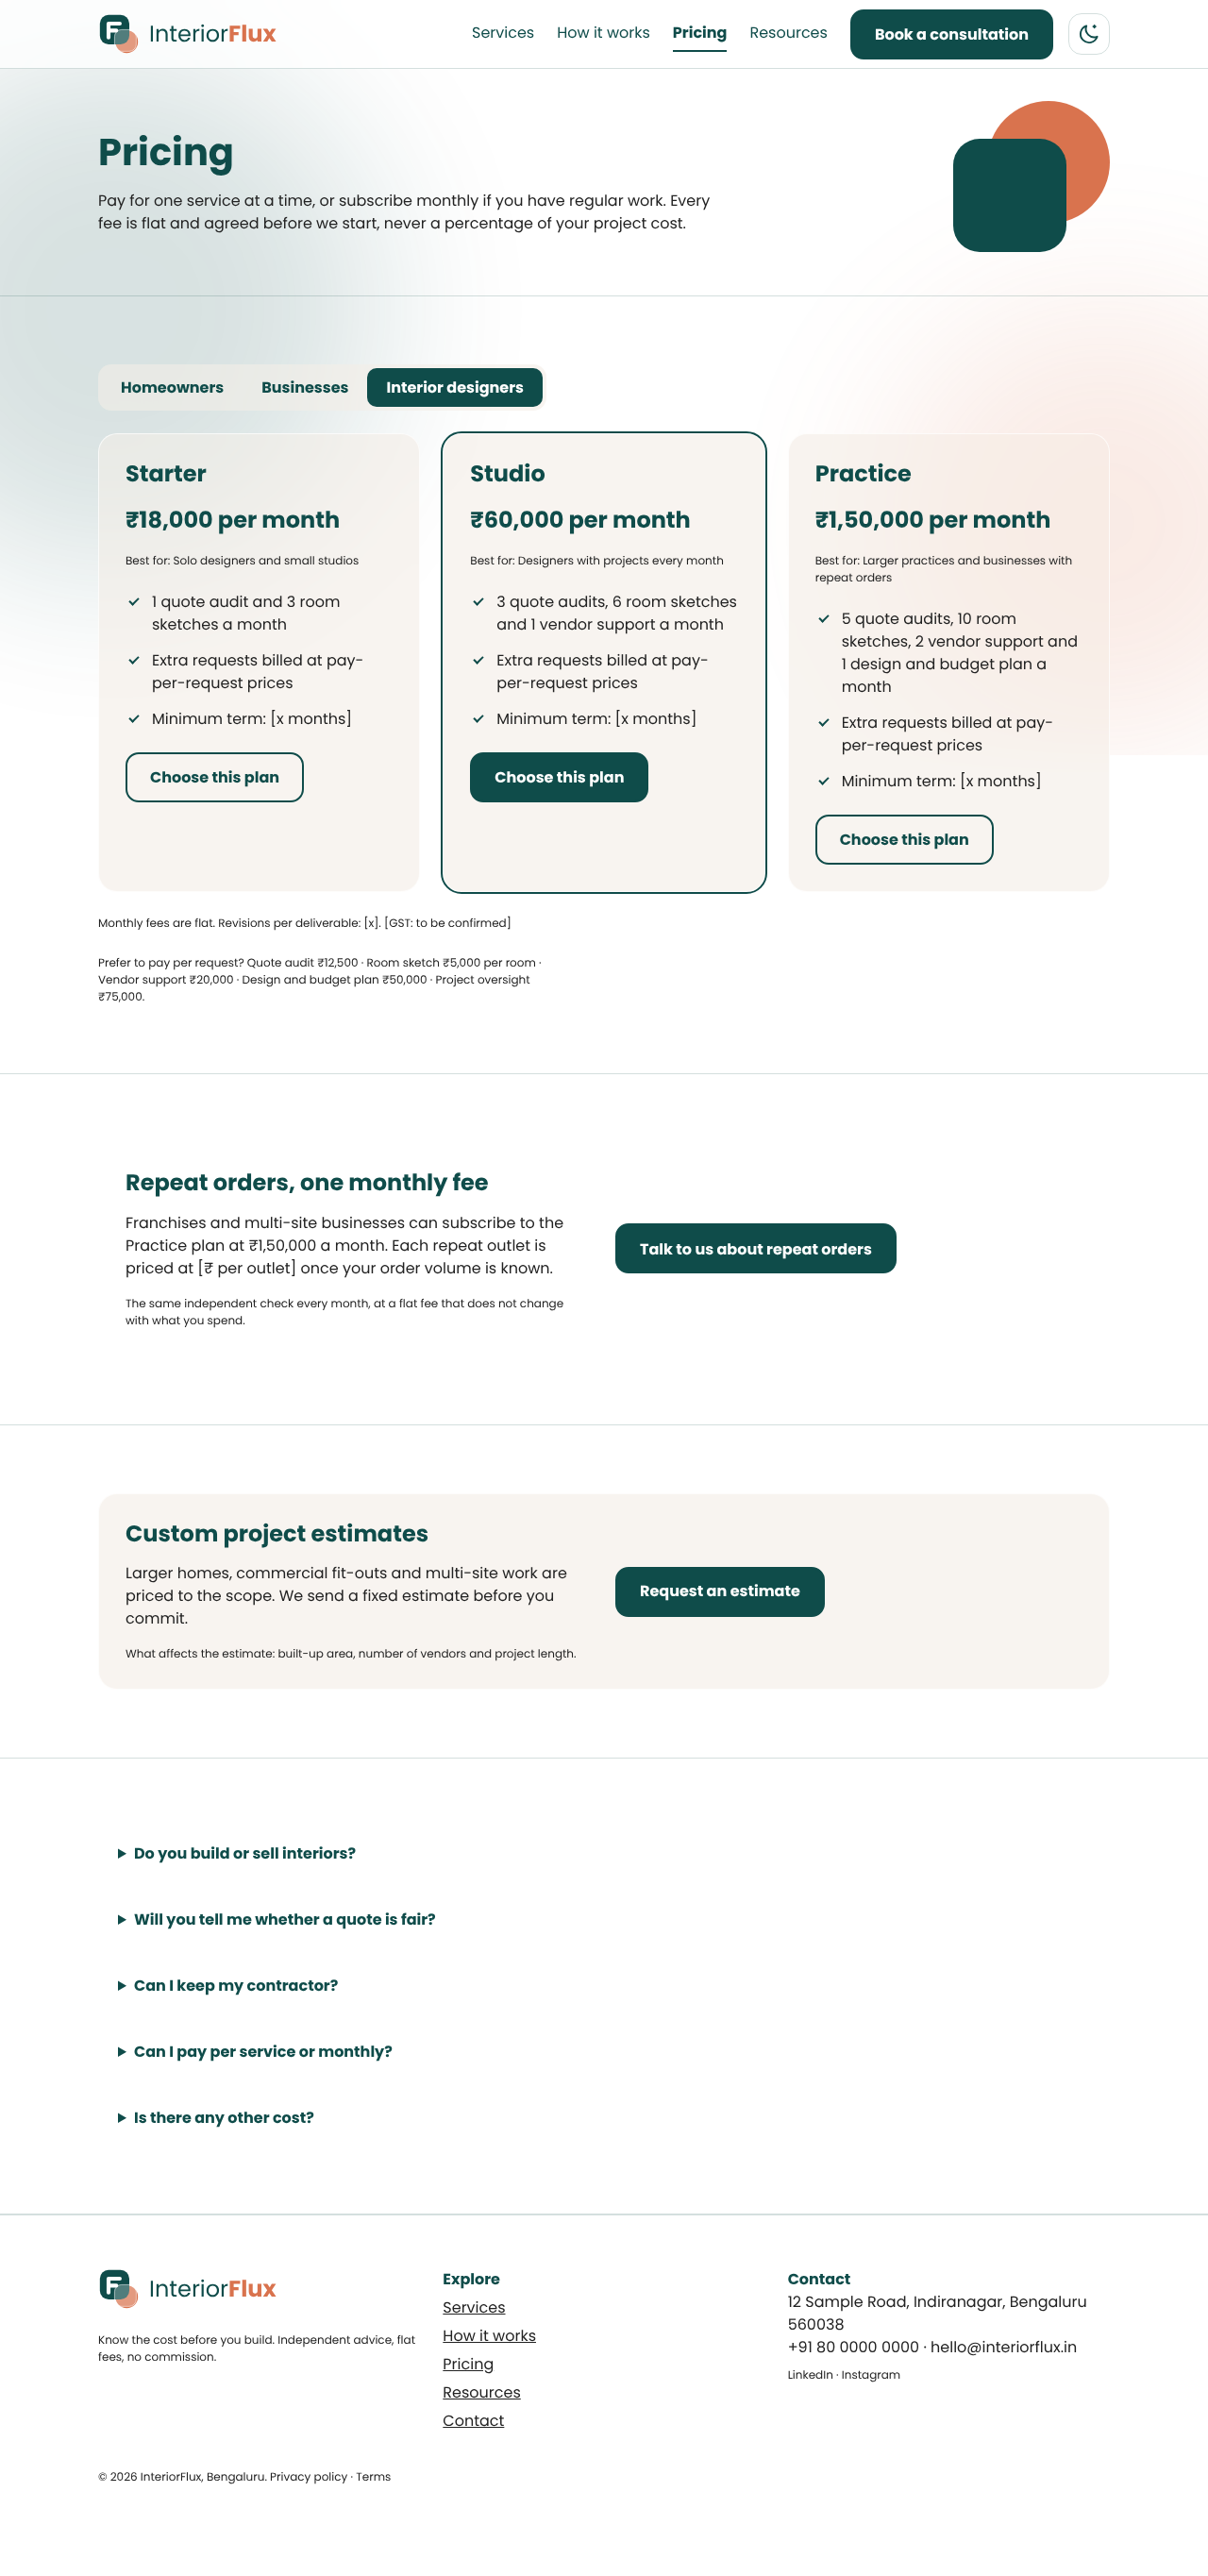 InteriorFlux
Services How it works Pricing Resources Book a consultation
Pricing
Pay for one service at a time, or subscribe monthly if you have regular work. Every
fee is flat and agreed before we start, never a percentage of your project cost.
Homeowners Businesses Interior designers
Starter
₹18,000 per month
Best for: Solo designers and small studios
1 quote audit and 3 room
sketches a month
Extra requests billed at pay-
per-request prices
Minimum term: [x months]
Choose this plan
Studio
₹60,000 per month
Best for: Designers with projects every month
3 quote audits, 6 room sketches
and 1 vendor support a month
Extra requests billed at pay-
per-request prices
Minimum term: [x months]
Choose this plan
Practice
₹1,50,000 per month
Best for: Larger practices and businesses with
repeat orders
5 quote audits, 10 room
sketches, 2 vendor support and
1 design and budget plan a
month
Extra requests billed at pay-
per-request prices
Minimum term: [x months]
Choose this plan
Monthly fees are flat. Revisions per deliverable: [x]. [GST: to be confirmed]
Prefer to pay per request? Quote audit ₹12,500 · Room sketch ₹5,000 per room ·
Vendor support ₹20,000 · Design and budget plan ₹50,000 · Project oversight
₹75,000.
Repeat orders, one monthly fee
Franchises and multi-site businesses can subscribe to the
Practice plan at ₹1,50,000 a month. Each repeat outlet is
priced at [₹ per outlet] once your order volume is known.
The same independent check every month, at a flat fee that does not change
with what you spend.
Talk to us about repeat orders
Custom project estimates
Larger homes, commercial fit-outs and multi-site work are
priced to the scope. We send a fixed estimate before you
commit.
What affects the estimate: built-up area, number of vendors and project length.
Request an estimate
Do you build or sell interiors?
Will you tell me whether a quote is fair?
Can I keep my contractor?
Can I pay per service or monthly?
Is there any other cost?
InteriorFlux
Know the cost before you build. Independent advice, flat
fees, no commission.
Explore
Services
How it works
Pricing
Resources
Contact
Contact
12 Sample Road, Indiranagar, Bengaluru
560038
+91 80 0000 0000 · hello@interiorflux.in
LinkedIn · Instagram
© 2026 InteriorFlux, Bengaluru. Privacy policy · Terms